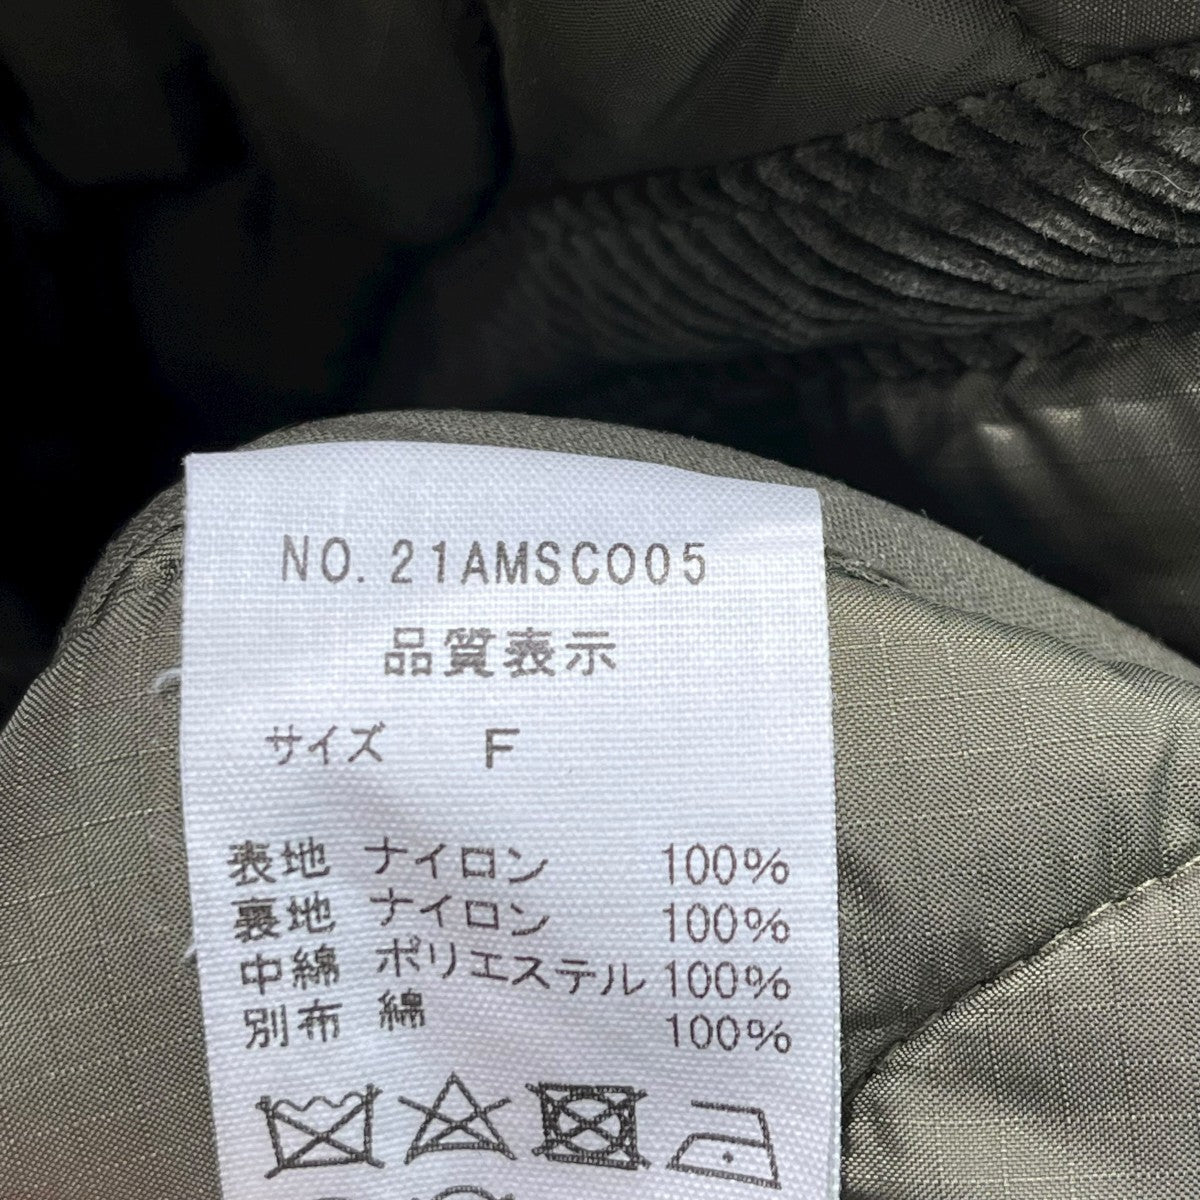 NO.21AMSCO05
品質表示
サイズ F
表地 ナイロン 100%
裏地 ナイロン 100%
中綿 ポリエステル 100%
別布 綿 100%